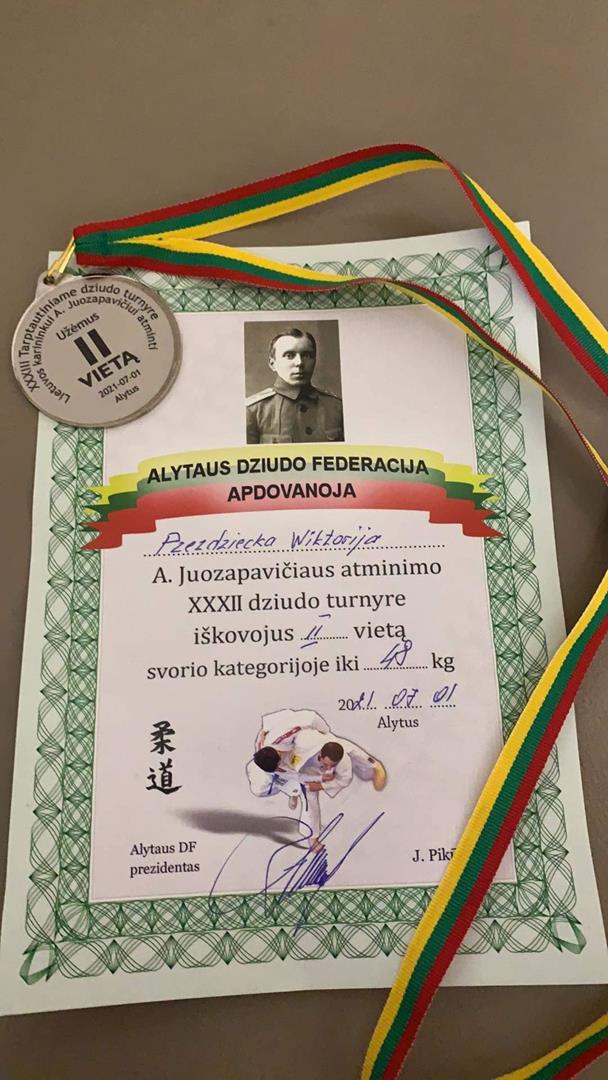 XXXIII Tarptautiniame dziudo turnyre
Lietuvos karininkui A. Juozapavičiui atminti
Užėmus
II
VIETĄ
2021-07-01
Alytus
ALYTAUS DZIUDO FEDERACIJA
APDOVANOJA
Przezdziecka Wiktorija
A. Juozapavičiaus atminimo
XXXII dziudo turnyre
iškovojus II vietą
svorio kategorijoje iki 48 kg
2021 07 01
Alytus
柔道
Alytaus DF
prezidentas
J.